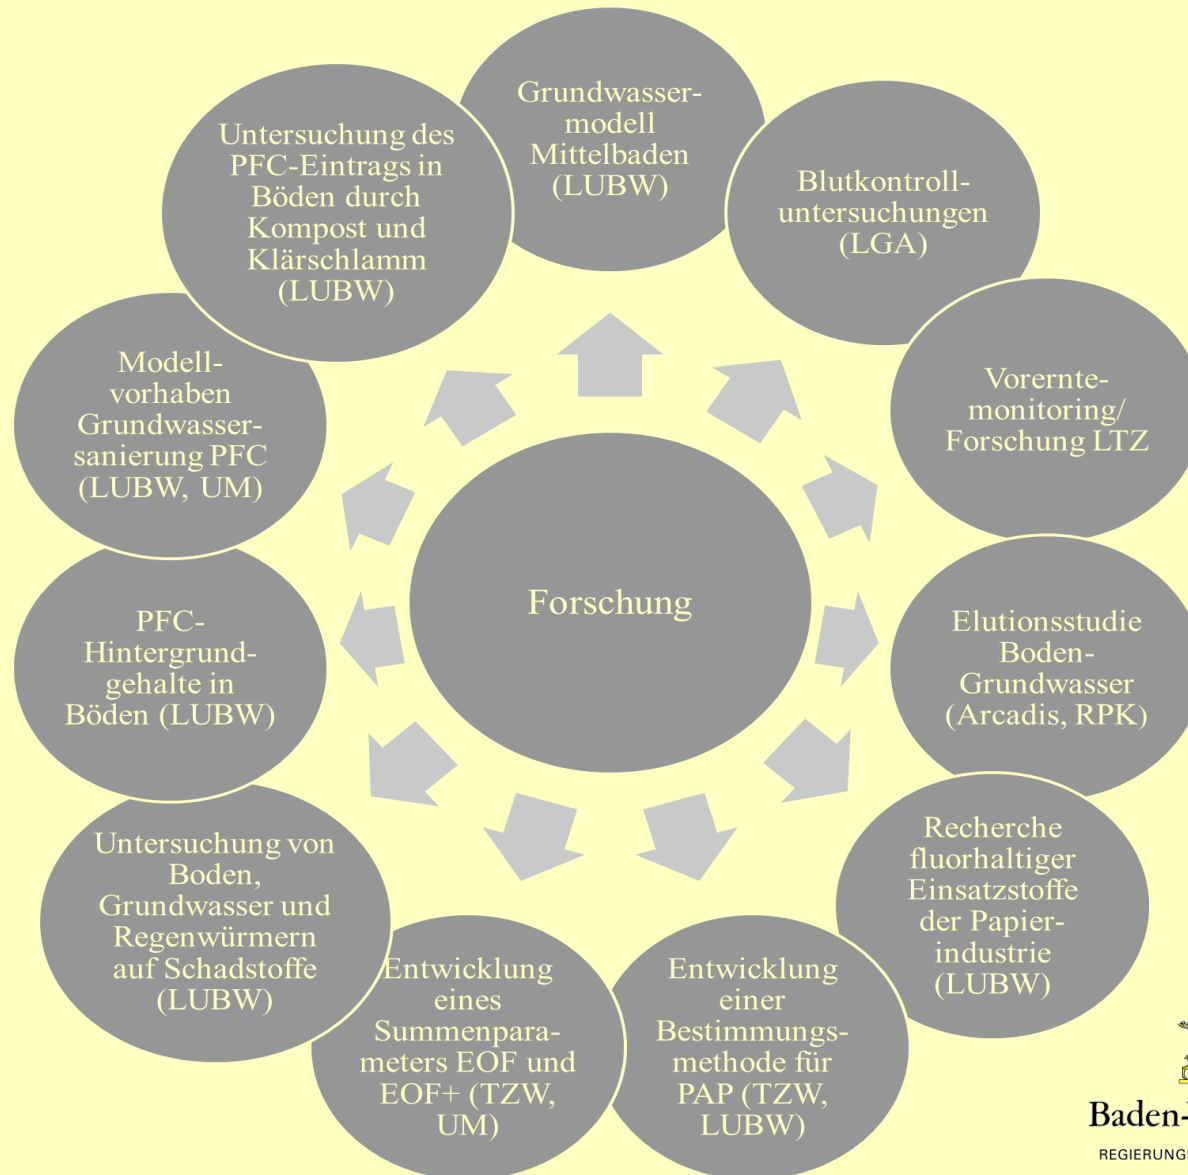 Grundwasser-
modell
Mittelbaden
(LUBW)
Blutkontroll-
untersuchungen
(LGA)
Vorernte-
monitoring/
Forschung LTZ
Elutionsstudie
Boden-
Grundwasser
(Arcadis, RPK)
Recherche
fluorhaltiger
Einsatzstoffe
der Papier-
industrie
(LUBW)
Entwicklung
einer
Bestimmungs-
methode für
PAP (TZW,
LUBW)
Entwicklung
eines
Summenpara-
meters EOF und
EOF+ (TZW,
UM)
Untersuchung von
Boden,
Grundwasser und
Regenwürmern
auf Schadstoffe
(LUBW)
PFC-
Hintergrund-
gehalte in
Böden (LUBW)
Modell-
vorhaben
Grundwasser-
sanierung PFC
(LUBW, UM)
Untersuchung des
PFC-Eintrags in
Böden durch
Kompost und
Klärschlamm
(LUBW)
Forschung
Baden-
REGIERUNGS